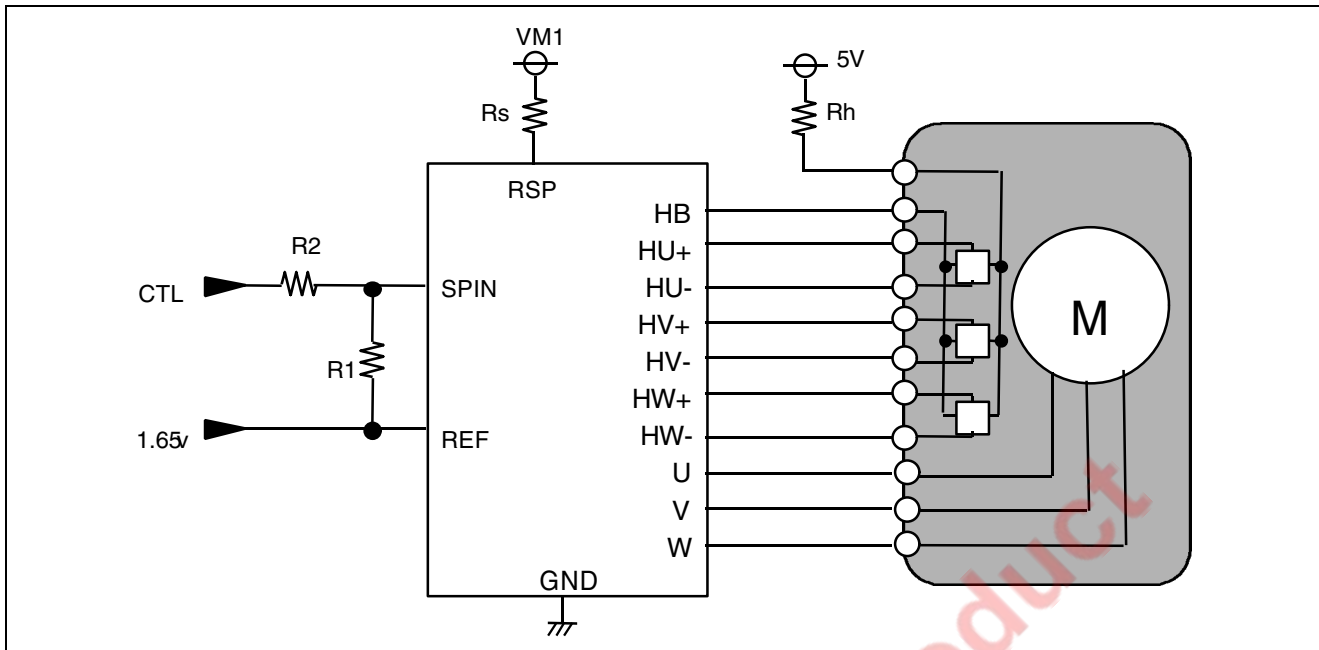 VM1
5V
Rs
Rh
RSP
HB
R2
HU+
CTL
SPIN
HU-
HV+
M
R1
HV-
HW+
1.65v
REF
HW-
U
V
W
GND